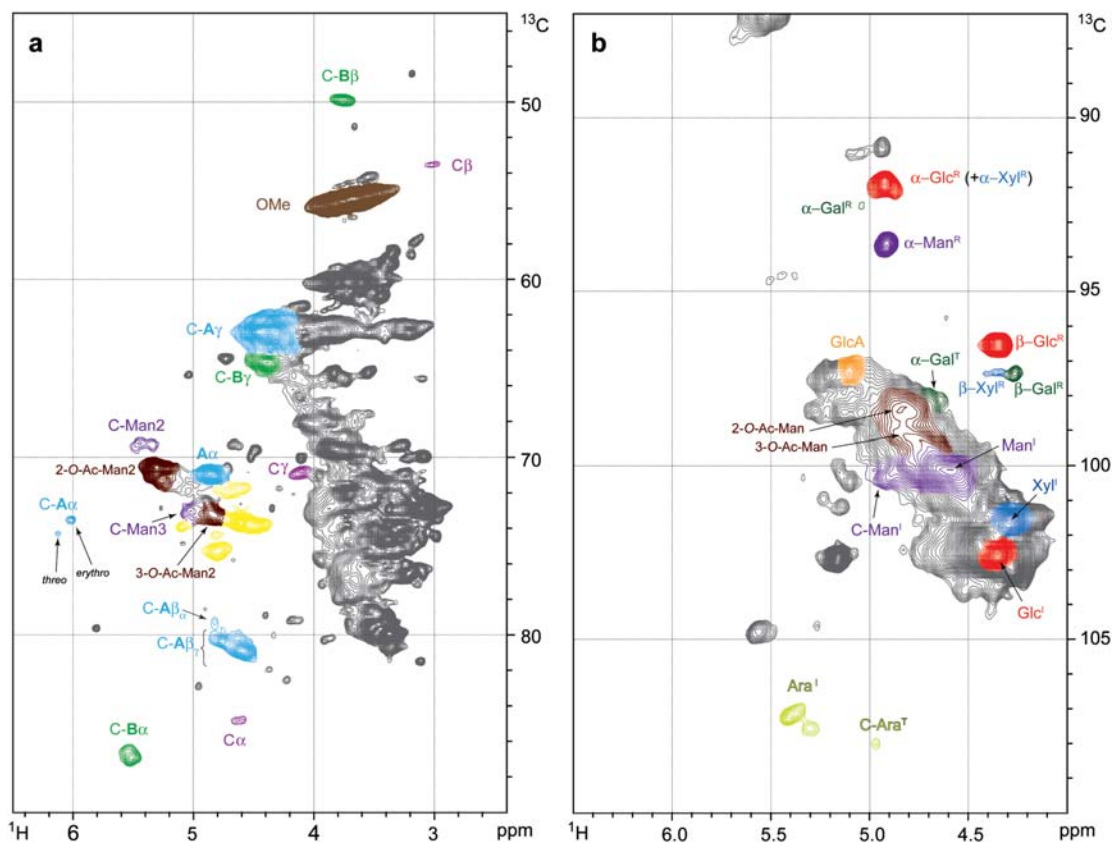 a
¹³C
C-Bβ
50
Cβ
OMe
60
C-Aγ
C-Bγ
C-Man2
2-O-Ac-Man2
Aα
Cγ
70
C-Aα
C-Man3
threo
erythro
3-O-Ac-Man2
C-Aβα
C-Aβγ
80
Cα
C-Bα
¹H
6
5
4
3
ppm
b
¹³C
90
α–Glcᴿ (+α–Xylᴿ)
α–Galᴿ
α–Manᴿ
95
GlcA
β–Glcᴿ
α–Galᵀ
β–Xylᴿ
β–Galᴿ
2-O-Ac-Man
3-O-Ac-Man
Manᴵ
100
Xylᴵ
C-Manᴵ
Glcᴵ
105
Araᴵ
C-Araᵀ
¹H
6.0
5.5
5.0
4.5
ppm